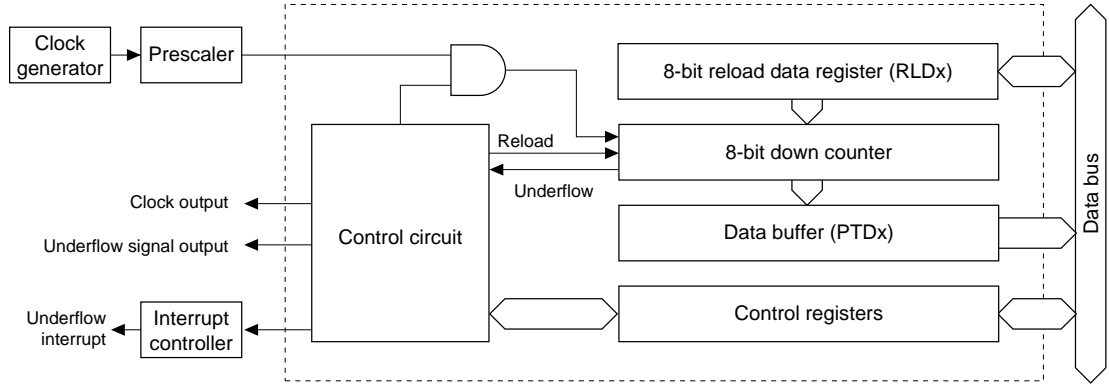 Clock
generator
Prescaler
8-bit reload data register (RLDx)
Reload
8-bit down counter
Underflow
Clock output
Control circuit
Data buffer (PTDx)
Underflow signal output
Control registers
Underflow
interrupt
Interrupt
controller
Data bus